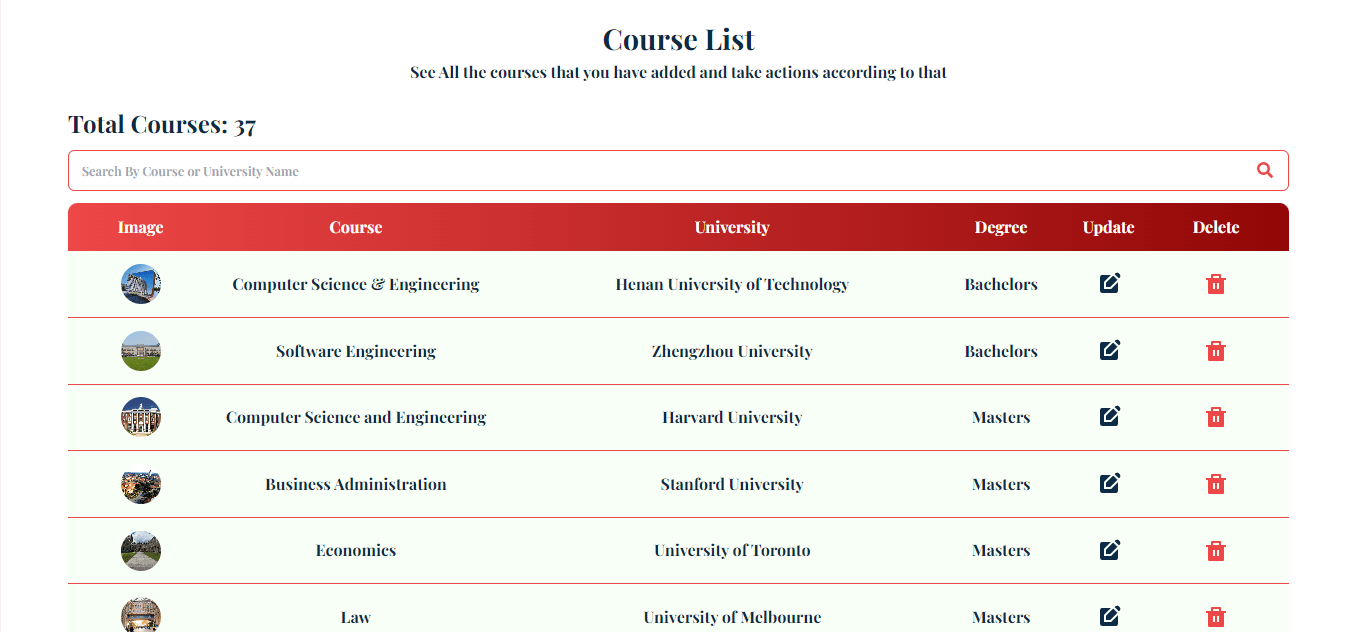 Course List
See All the courses that you have added and take actions according to that
Total Courses: 37
Search By Course or University Name
Image Course University Degree Update Delete
Computer Science & Engineering Henan University of Technology Bachelors
Software Engineering Zhengzhou University Bachelors
Computer Science and Engineering Harvard University Masters
Business Administration Stanford University Masters
Economics University of Toronto Masters
Law University of Melbourne Masters